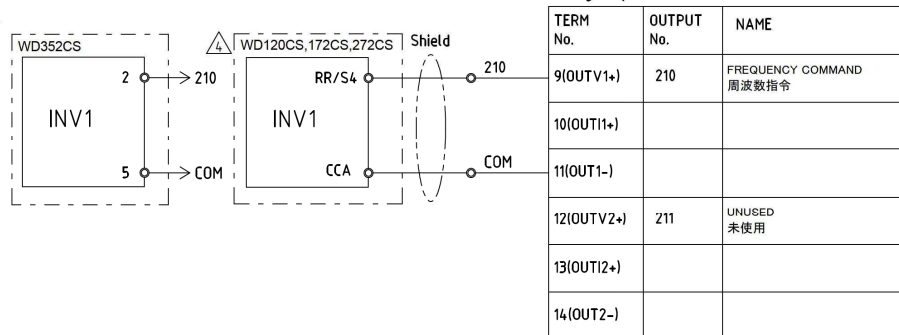 WD352CS
2
210
INV1
5
COM
4
WD120CS,172CS,272CS
RR/S4
INV1
CCA
Shield
210
COM
TERM No.
OUTPUT No.
NAME
9(OUTV1+)
210
FREQUENCY COMMAND
周波数指令
10(OUTI1+)
11(OUT1-)
12(OUTV2+)
211
UNUSED
未使用
13(OUTI2+)
14(OUT2-)